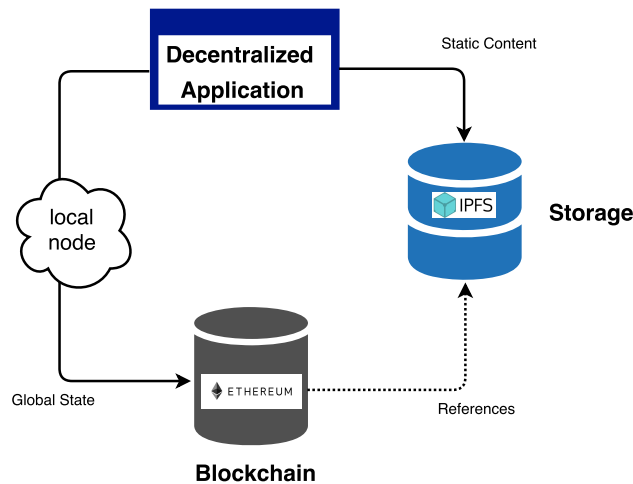 Decentralized
Application
Static Content
IPFS
Storage
local
node
ETHEREUM
Global State
References
Blockchain